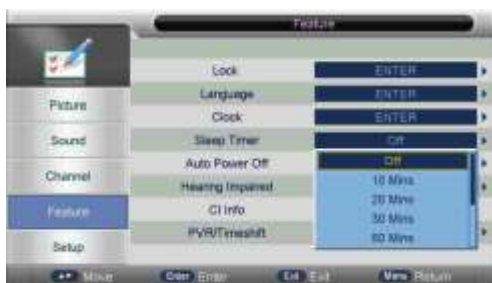 Feature
Lock ENTER
Language ENTER
Clock ENTER
Sleep Timer Off
Auto Power Off Off
Hearing Impaired 10 Mins
20 Mins
CI Info 30 Mins
PVR/Timeshift 60 Mins
Picture
Sound
Channel
Feature
Setup
Move Enter Enter Exit Exit Menu Return